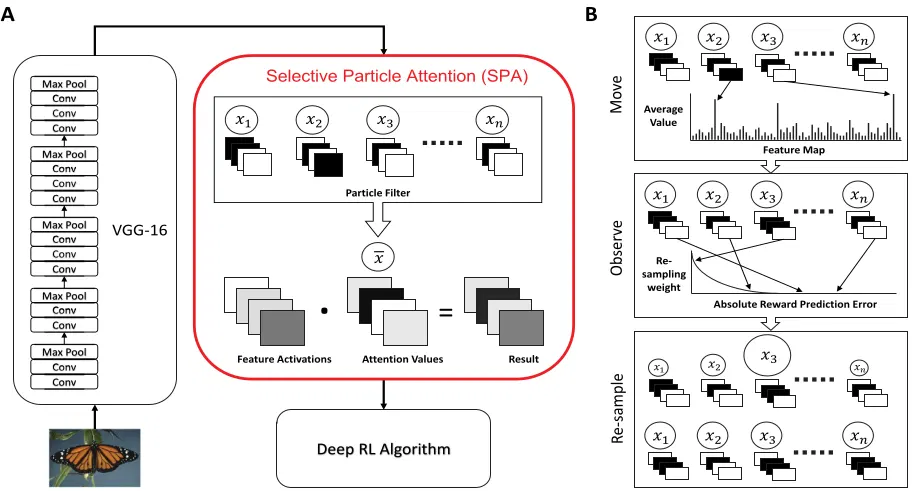 A
Max Pool
Conv
Conv
Conv
Max Pool
Conv
Conv
Conv
Max Pool
Conv
Conv
Conv
Max Pool
Conv
Conv
Max Pool
Conv
Conv
VGG-16
Selective Particle Attention (SPA)
x₁ x₂ x₃ xₙ
Particle Filter
x̅
· =
Feature Activations Attention Values Result
Deep RL Algorithm
B
Move
x₁ x₂ x₃ xₙ
Average
Value
Feature Map
Observe
x₁ x₂ x₃ xₙ
Re-
sampling
weight
Absolute Reward Prediction Error
Re-sample
x₁ x₂ x₃ xₙ
x₁ x₂ x₃ xₙ